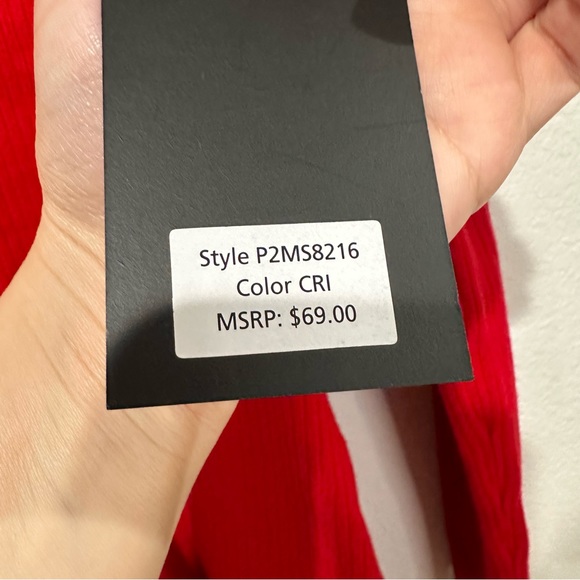 Style P2MS8216
Color CRI
MSRP: $69.00